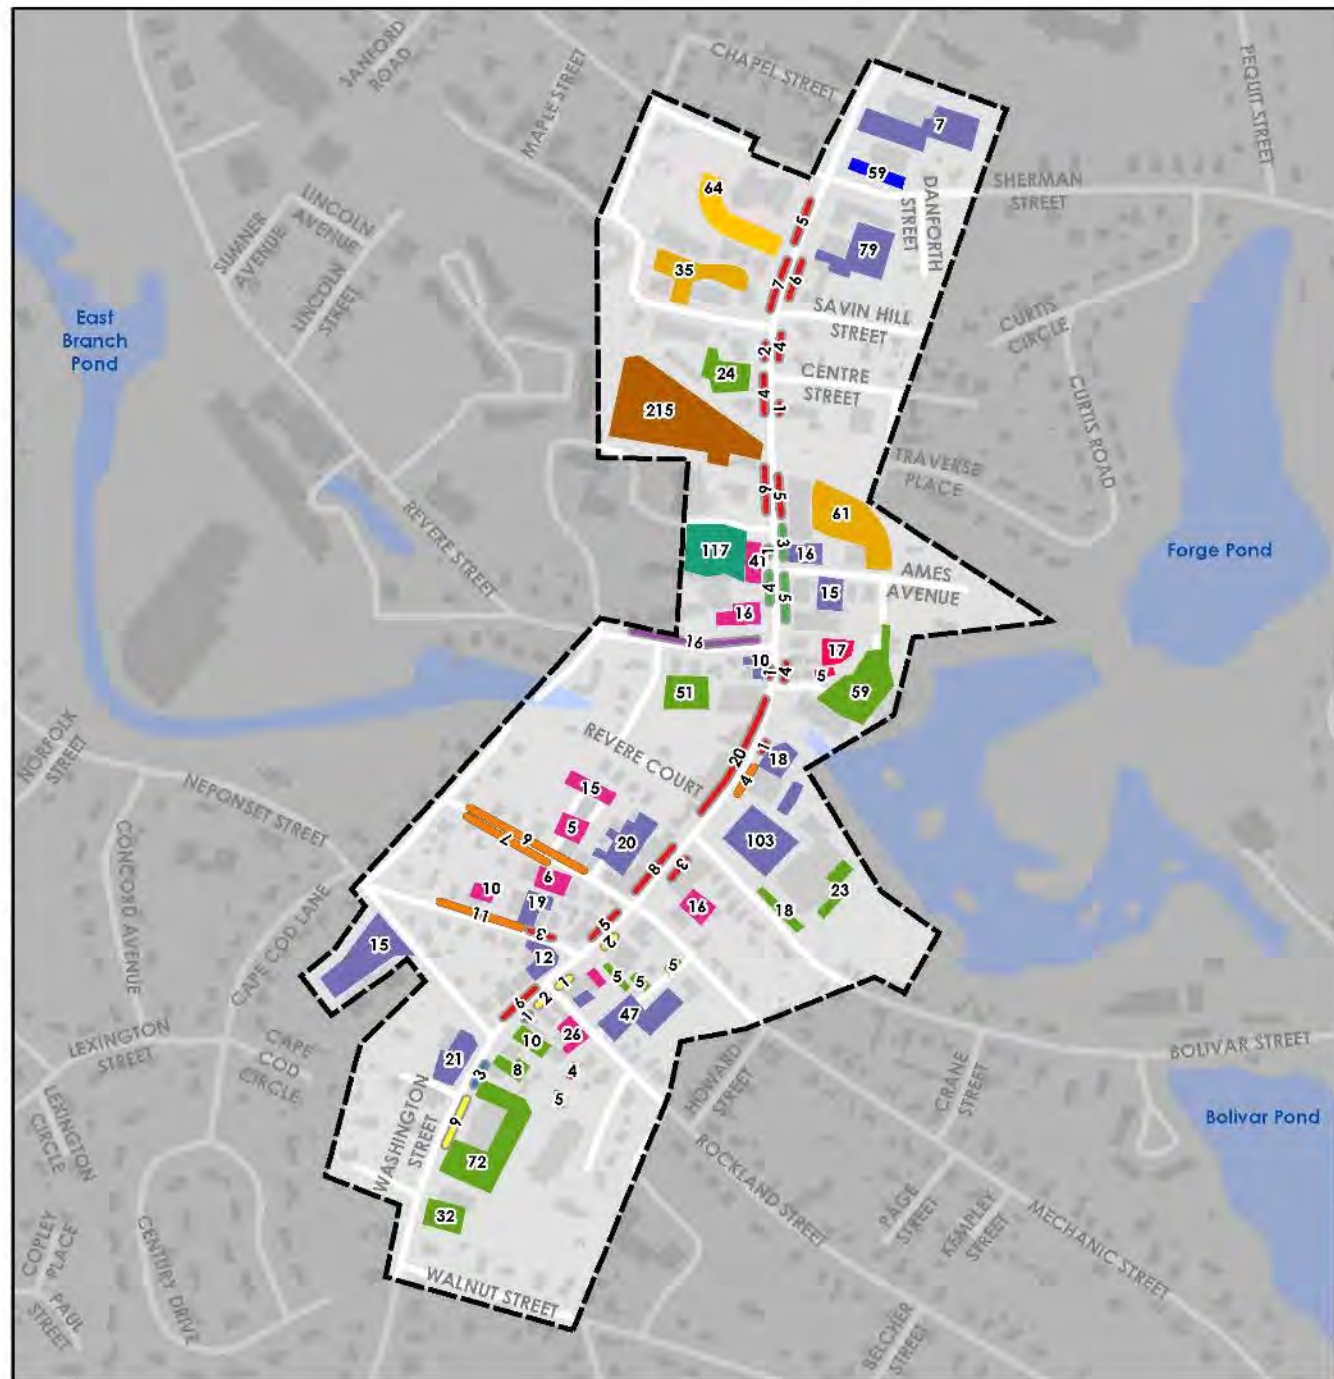 SANFORD
ROAD
MAPLE STREET
CHAPEL STREET
PEQUIT STREET
7
59
SHERMAN
STREET
DANFORTH
STREET
64
5
79
35
7
6
SUMNER
AVENUE
LINCOLN
AVENUE
LINCOLN
STREET
East
Branch
Pond
SAVIN HILL
STREET
CURTIS
CIRCLE
2
4
24
CENTRE
STREET
4
1
215
CURTIS ROAD
TRAVERSE
PLACE
6
5
61
REVERE STREET
117
41
1
3
16
Forge Pond
AMES
AVENUE
4
5
15
16
16
10
1
4
17
5
51
59
REVERE COURT
20
1
18
4
NORFOLK
STREET
NEPONSET STREET
15
5
6
7
20
103
8
3
CONCORD AVENUE
CAPE COD LANE
10
6
19
11
3
16
18
23
15
12
5
2
5
5
5
1
2
6
1
47
26
10
LEXINGTON
STREET
CAPE
COD
CIRCLE
21
8
4
3
5
BOLIVAR STREET
CRANE
STREET
HOWARD
STREET
Bolivar Pond
LEXINGTON
CIRCLE
WASHINGTON
STREET
9
72
ROCKLAND STREET
PAGE
STREET
KEMPLEY
STREET
MECHANIC STREET
32
COPLEY
PLACE
CENTURY DRIVE
PAUL
STREET
WALNUT STREET
BELCHER
STREET